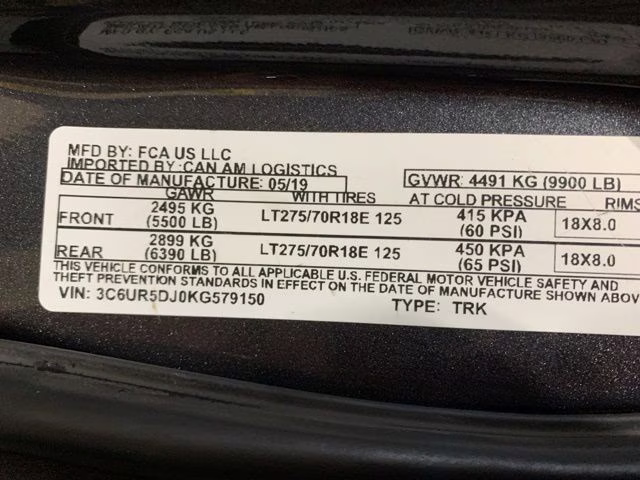 MFD BY: FCA US LLC
IMPORTED BY: CAN AM LOGISTICS
DATE OF MANUFACTURE: 05/19 GVWR: 4491 KG (9900 LB)
GAWR WITH TIRES AT COLD PRESSURE RIMS
FRONT 2495 KG (5500 LB) LT275/70R18E 125 415 KPA (60 PSI) 18X8.0
REAR 2899 KG (6390 LB) LT275/70R18E 125 450 KPA (65 PSI) 18X8.0
THIS VEHICLE CONFORMS TO ALL APPLICABLE U.S. FEDERAL MOTOR VEHICLE SAFETY AND
THEFT PREVENTION STANDARDS IN EFFECT ON THE DATE OF MANUFACTURE SHOWN ABOV
VIN: 3C6UR5DJ0KG579150 TYPE: TRK